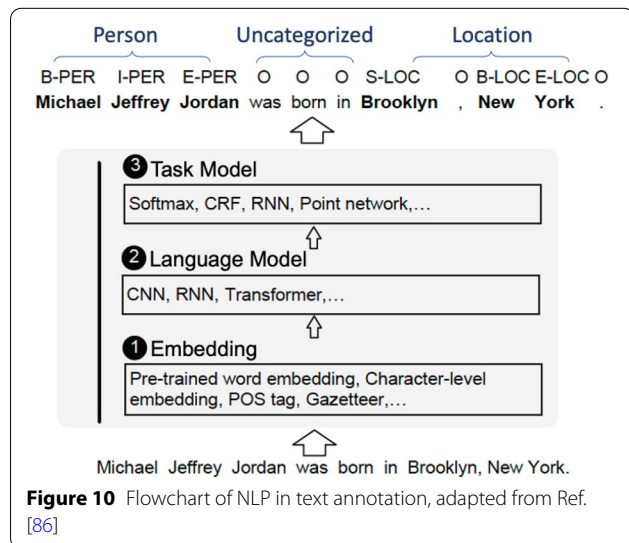 Person Uncategorized Location
B-PER I-PER E-PER O O O S-LOC O B-LOC E-LOC O
Michael Jeffrey Jordan was born in Brooklyn , New York .
3 Task Model
Softmax, CRF, RNN, Point network,...
2 Language Model
CNN, RNN, Transformer,...
1 Embedding
Pre-trained word embedding, Character-level
embedding, POS tag, Gazetteer,...
Michael Jeffrey Jordan was born in Brooklyn, New York.
Figure 10 Flowchart of NLP in text annotation, adapted from Ref.
[86]